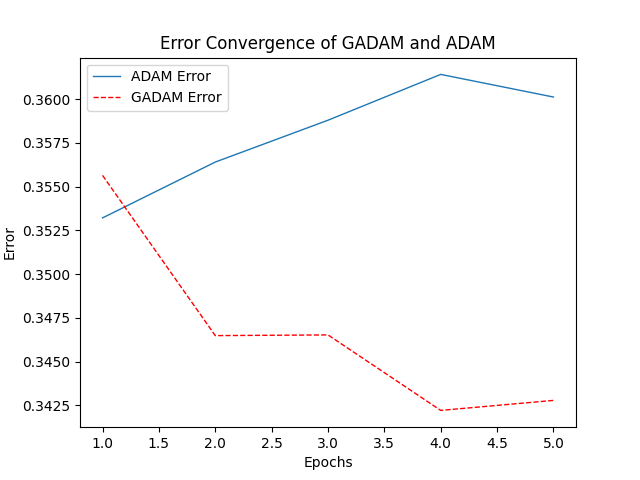 Error Convergence of GADAM and ADAM
ADAM Error
GADAM Error
0.3600
0.3575
0.3550
0.3525
0.3500
0.3475
0.3450
0.3425
Error
1.0 1.5 2.0 2.5 3.0 3.5 4.0 4.5 5.0
Epochs